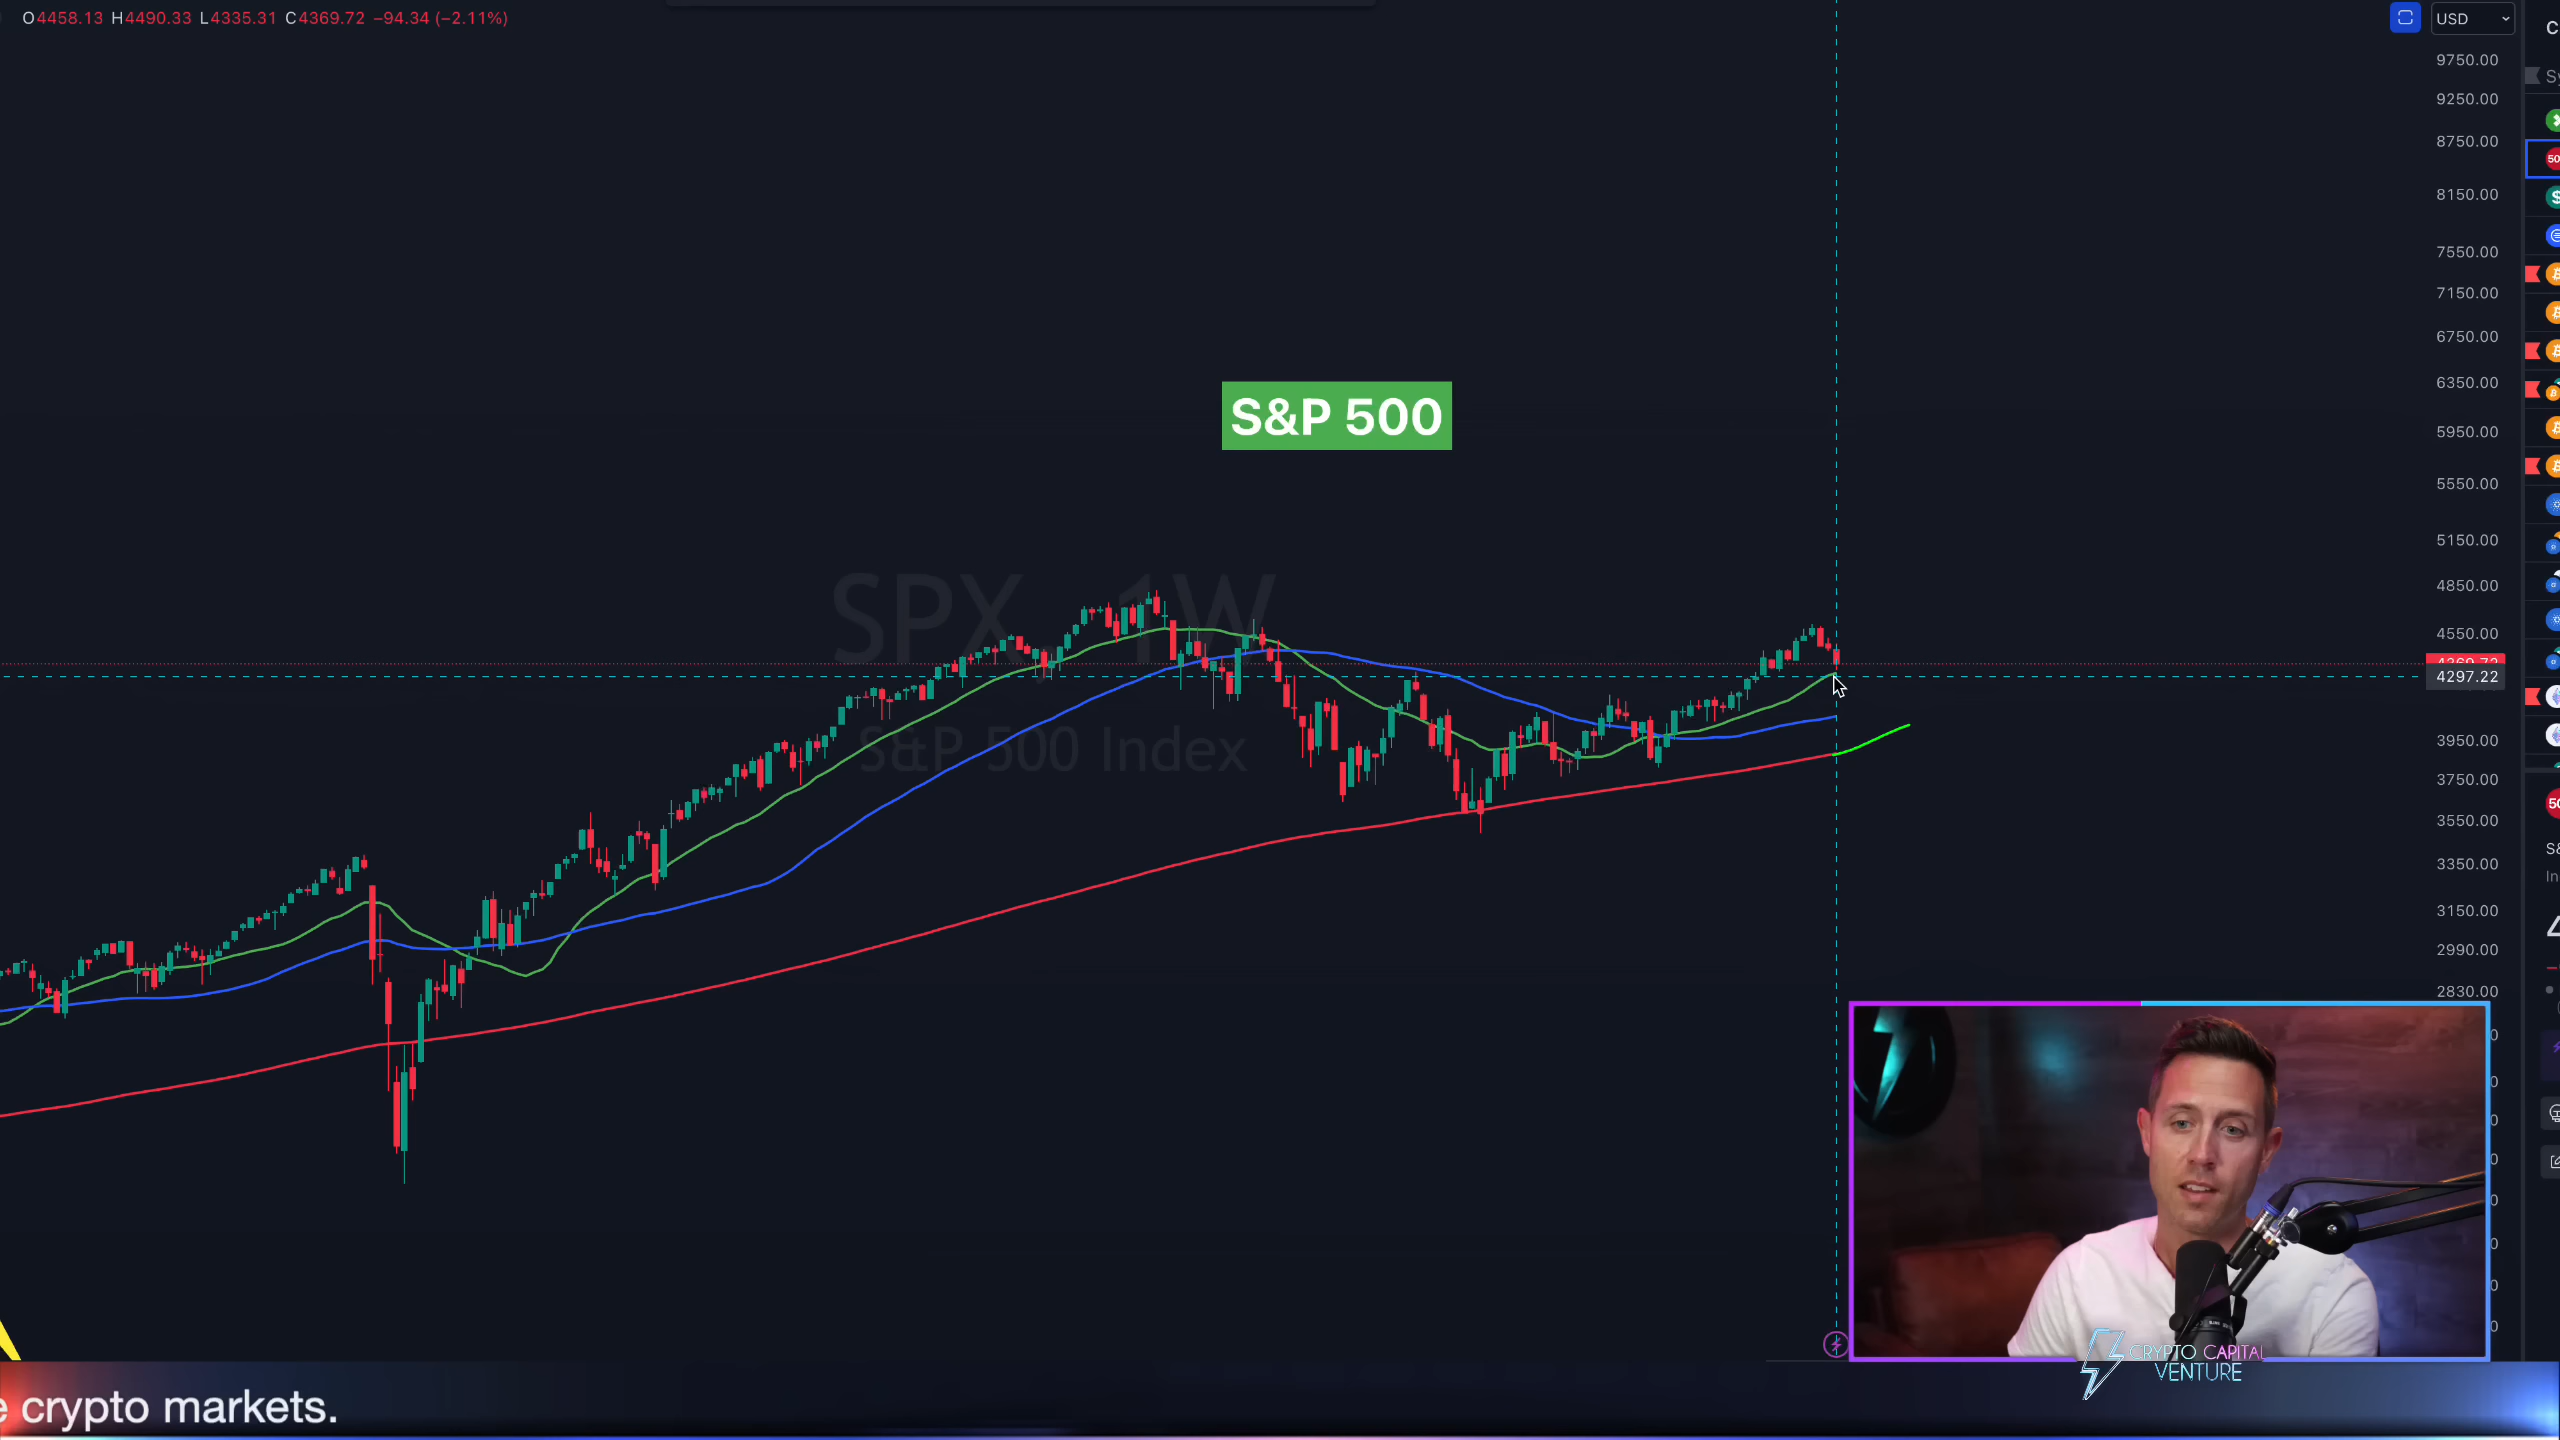 O4458.13 H4490.33 L4335.31 C4369.72 −94.34 (−2.11%)
USD
9750.00
9250.00
8750.00
8150.00
7550.00
7150.00
6750.00
6350.00
5950.00
S&P 500
5550.00
5150.00
4850.00
SPX, 1W
4550.00
4369.72
4297.22
S&P 500 Index
3950.00
3750.00
3550.00
3350.00
3150.00
2990.00
2830.00
CRYPTO CAPITAL
VENTURE
crypto markets.